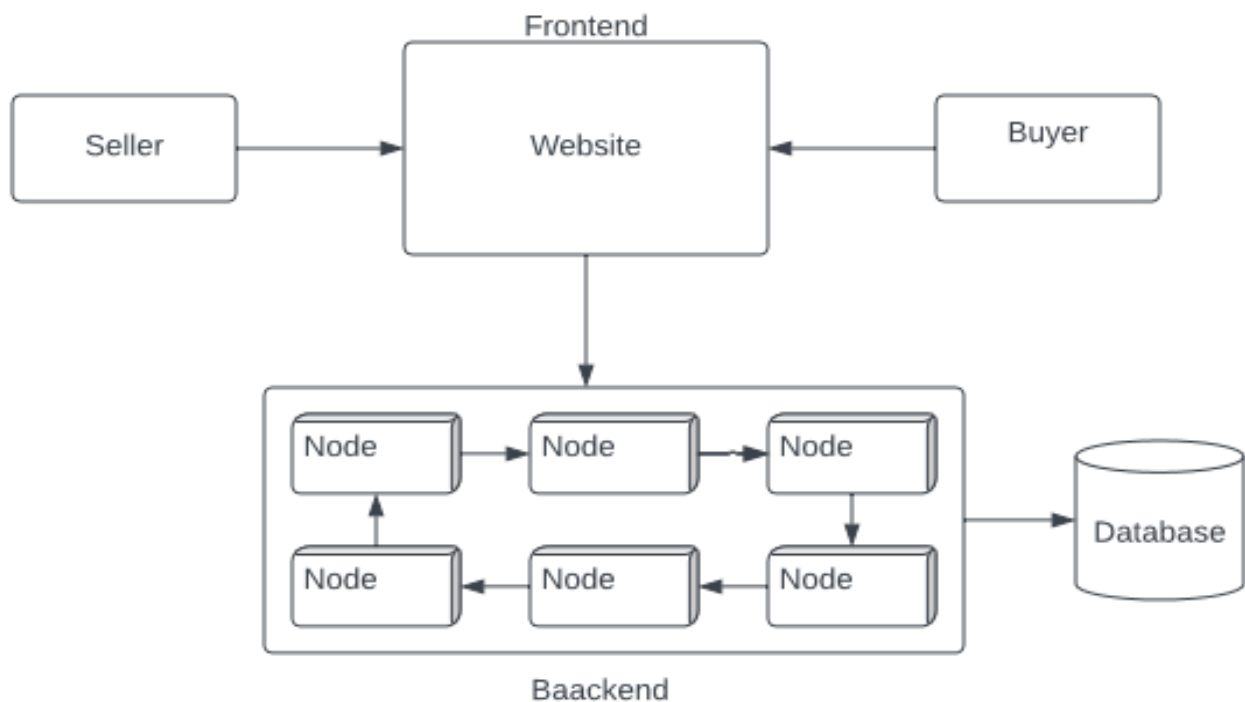 Frontend
Seller
Website
Buyer
Node
Node
Node
Node
Node
Node
Database
Baackend